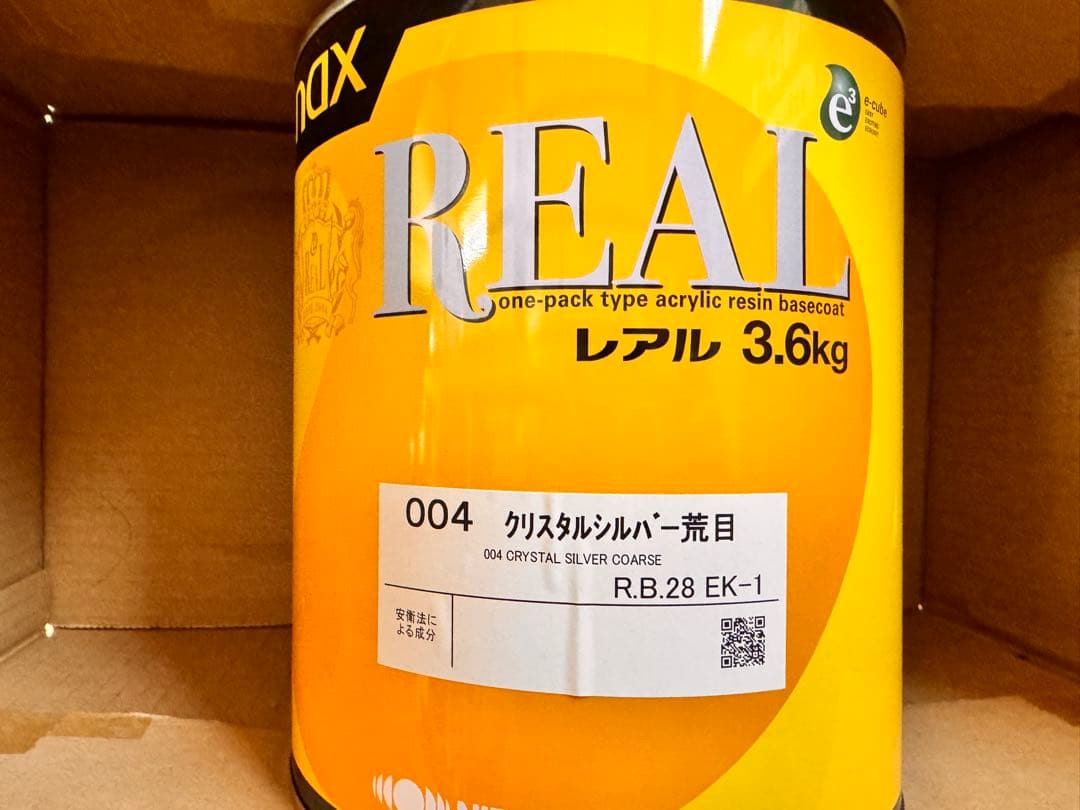 REAL
e³ e-cube
one-pack type acrylic resin basecoat
レアル 3.6kg
004 クリスタルシルバー荒目
004 CRYSTAL SILVER COARSE
R.B.28 EK-1
安衛法に
よる成分